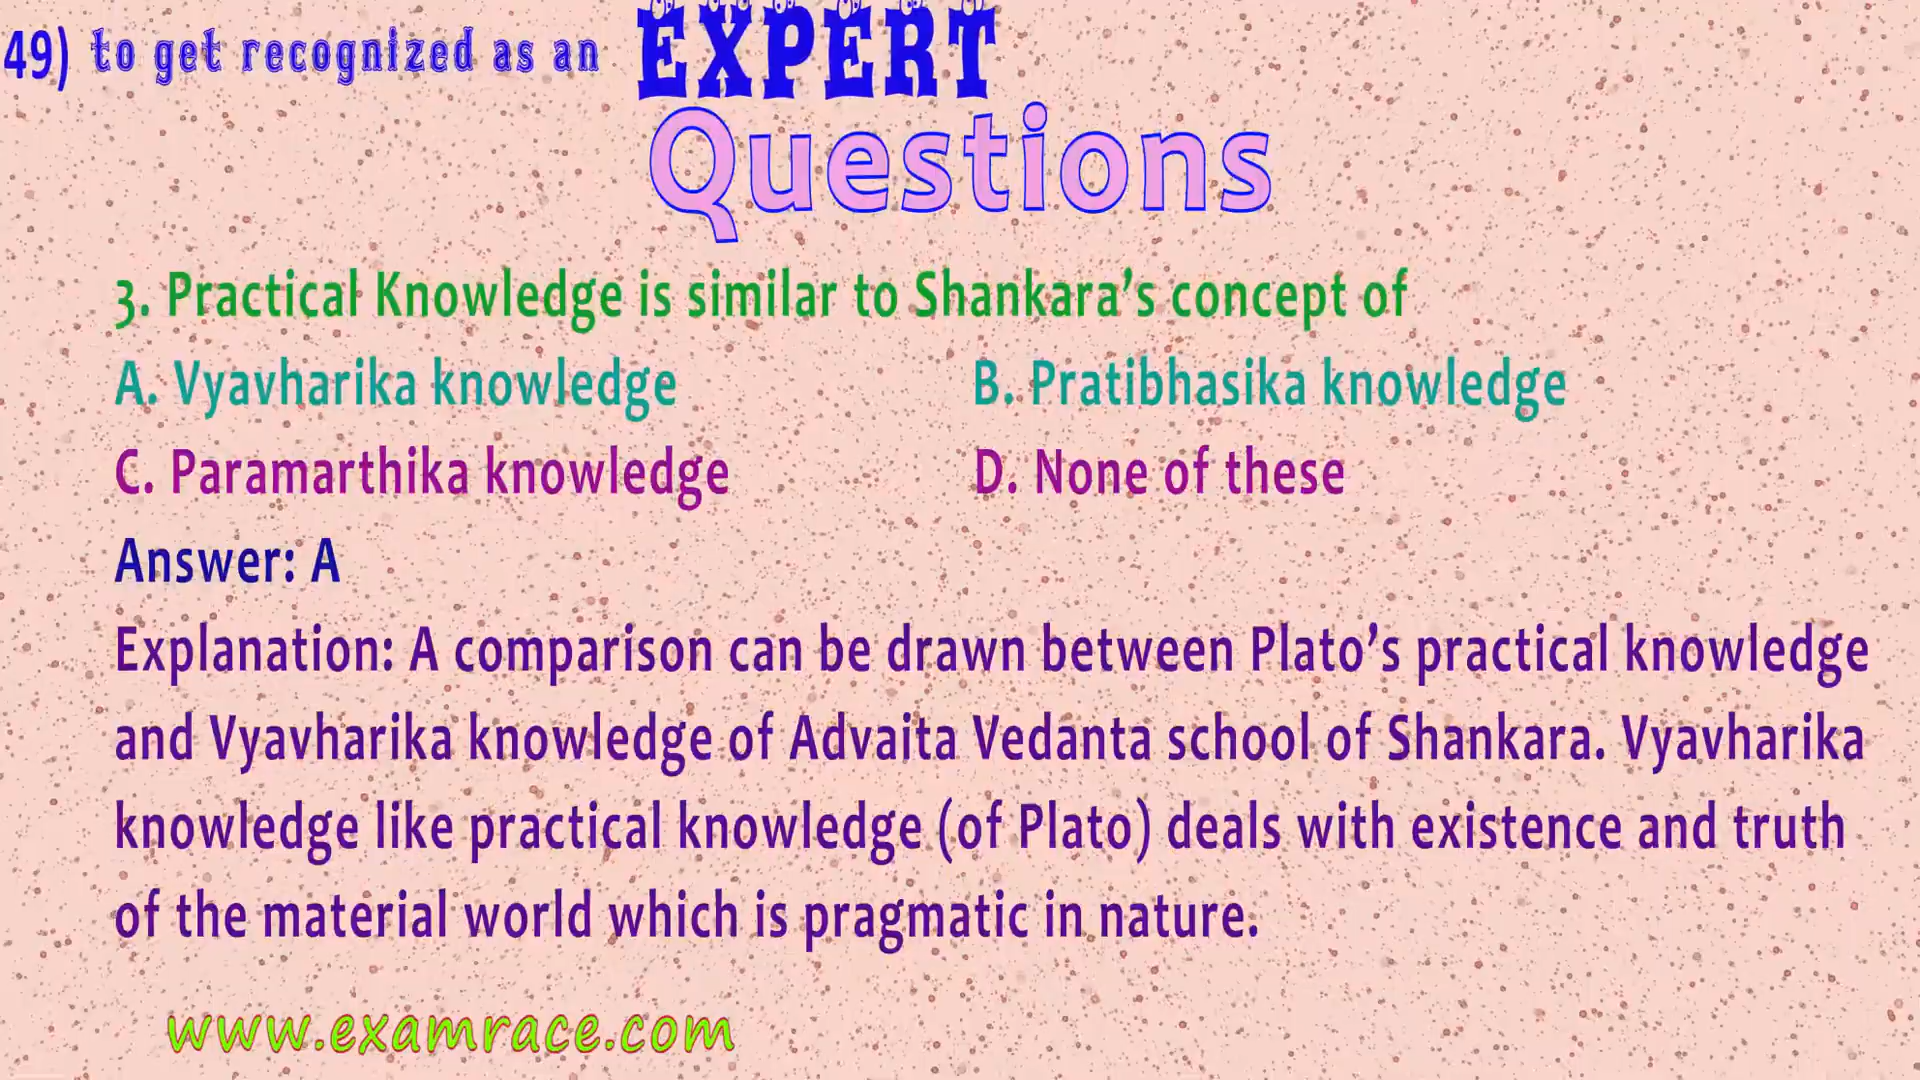 49) to get recognized as an EXPERT
Questions
3. Practical Knowledge is similar to Shankara's concept of
A. Vyavharika knowledge B. Pratibhasika knowledge
C. Paramarthika knowledge D. None of these
Answer: A
Explanation: A comparison can be drawn between Plato's practical knowledge
and Vyavharika knowledge of Advaita Vedanta school of Shankara. Vyavharika
knowledge like practical knowledge (of Plato) deals with existence and truth
of the material world which is pragmatic in nature.
www.examrace.com